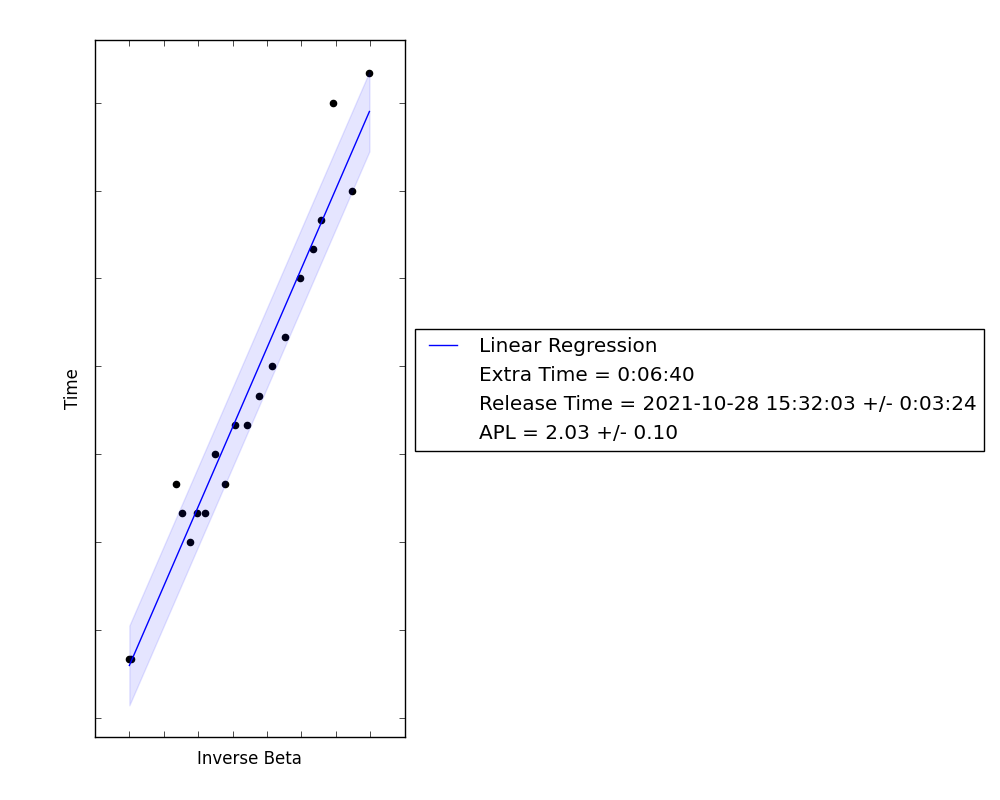 Time
Inverse Beta
Linear Regression
Extra Time = 0:06:40
Release Time = 2021-10-28 15:32:03 +/- 0:03:24
APL = 2.03 +/- 0.10